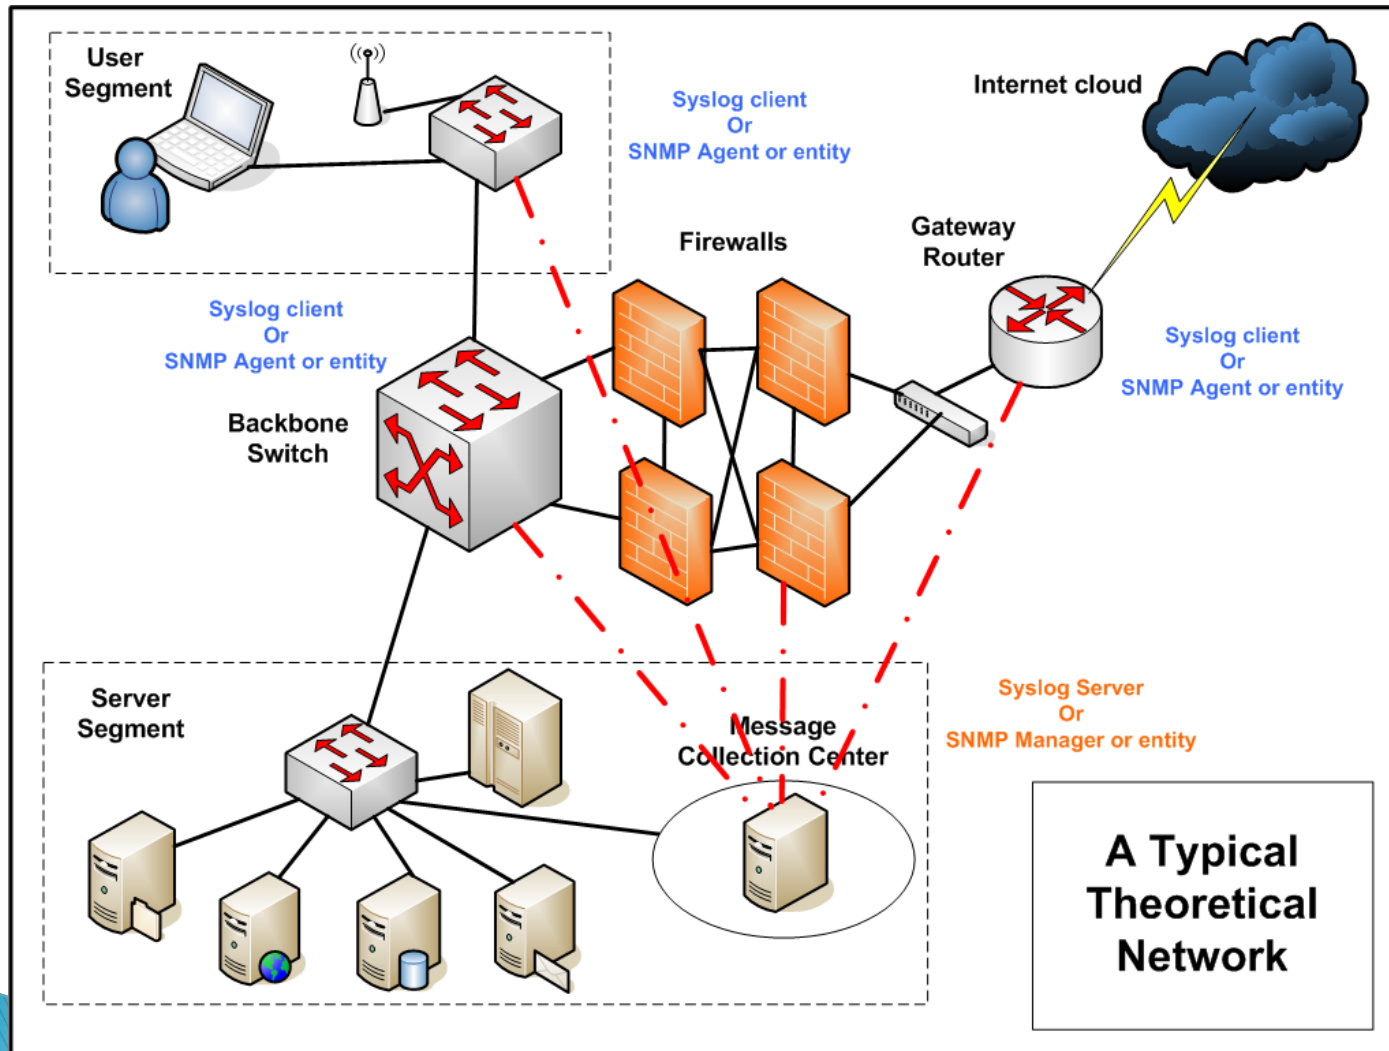 User
Segment
Syslog client
Or
SNMP Agent or entity
Internet cloud
Firewalls
Gateway
Router
Syslog client
Or
SNMP Agent or entity
Syslog client
Or
SNMP Agent or entity
Backbone
Switch
Server
Segment
Message
Collection Center
Syslog Server
Or
SNMP Manager or entity
A Typical
Theoretical
Network